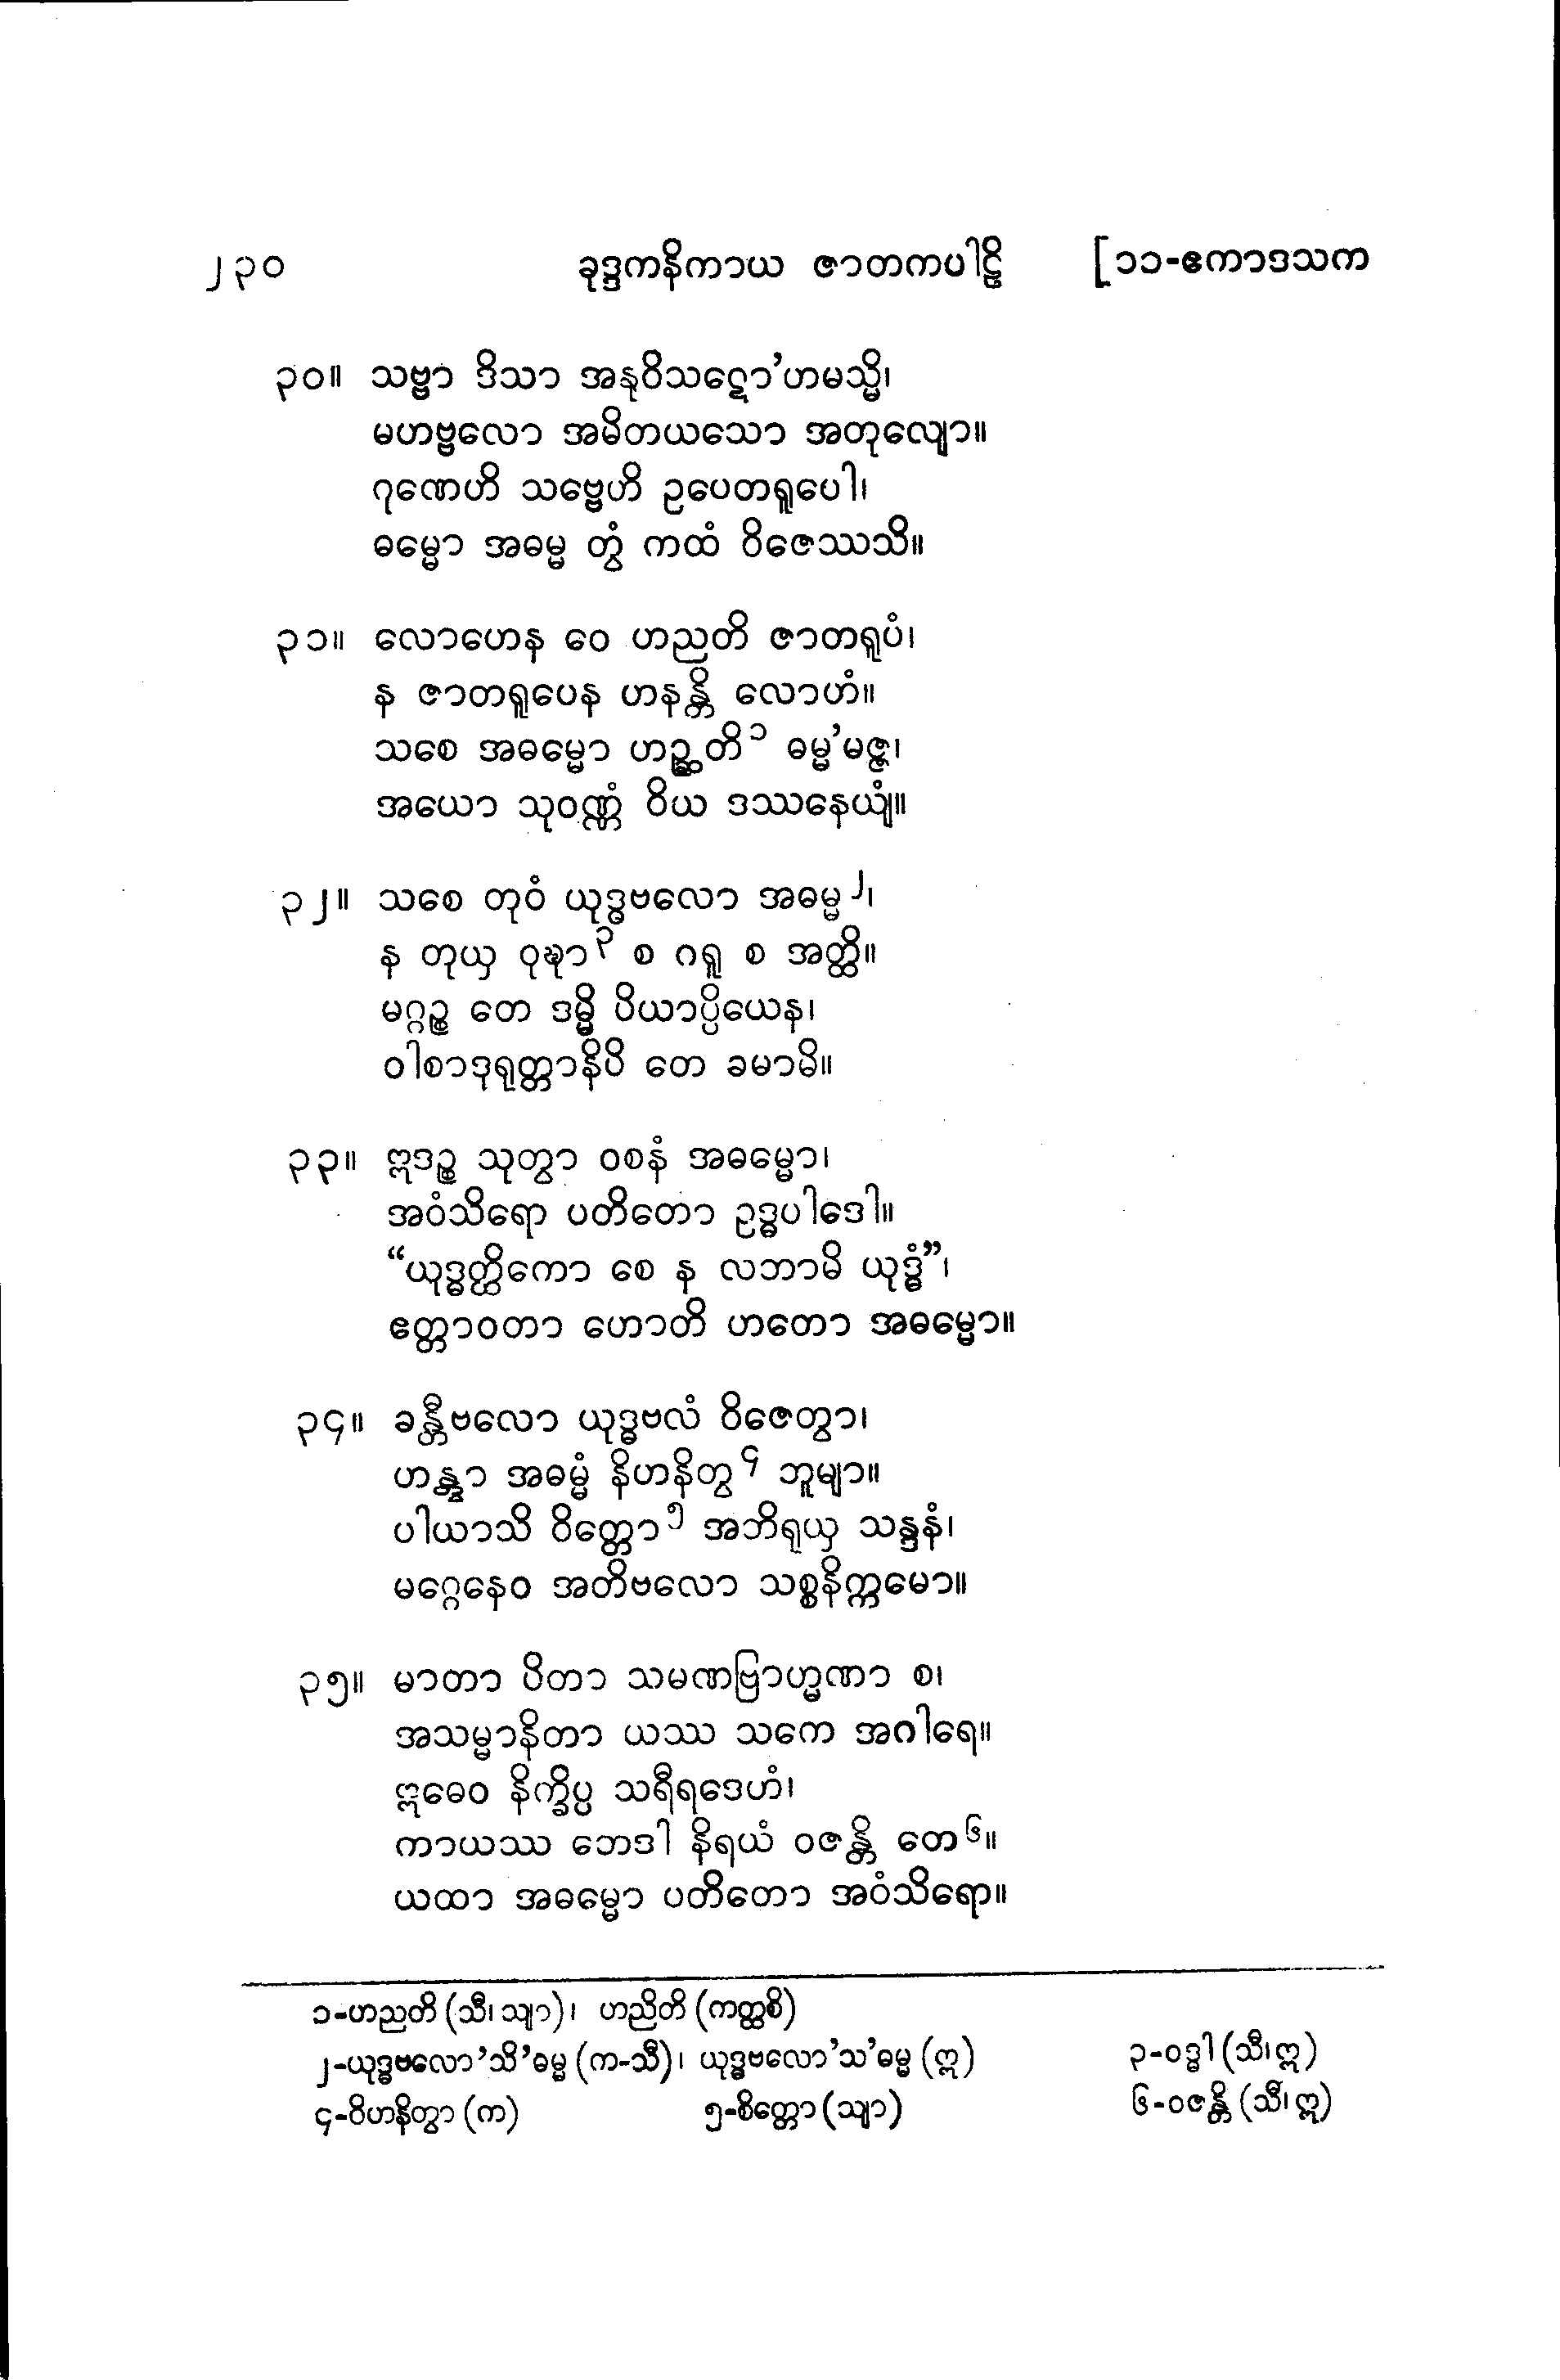 ၂၃၀ ခုဒ္ဒကနိကာယ ဇာတကပါဠိ [၁၁-ဧကာဒသက
၃၀။ သဗ္ဗာ ဒိသာ အနုဝိသဋောʼဟမသ္မိ၊
မဟဗ္ဗလော အမိတယသော အတုလျော။
ဂုဏေဟိ သဗ္ဗေဟိ ဥပေတရူပေါ၊
ဓမ္မော အဓမ္မ တွံ ကထံ ဝိဇေဿသိ။
၃၁။ လောဟေန ဝေ ဟညတိ ဇာတရူပံ၊
န ဇာတရူပေန ဟနန္တိ လောဟံ။
သစေ အဓမ္မော ဟဉ္ဆတိ ၁ ဓမ္မʼမဇ္ဇ၊
အယော သုဝဏ္ဏံ ဝိယ ဒဿနေယျံ။
၃၂။ သစေ တုဝံ ယုဒ္ဓဗလော အဓမ္မ ၂၊
န တုယှ ဝုဍ္ဎာ ၃ စ ဂရူ စ အတ္ထိ။
မဂ္ဂဉ္စ တေ ဒမ္မိ ပိယာပ္ပိယေန၊
ဝါစာဒုရုတ္တာနိပိ တေ ခမာမိ။
၃၃။ ဣဒဉ္စ သုတွာ ဝစနံ အဓမ္မော၊
အဝံသိရော ပတိတော ဥဒ္ဓပါဒေါ။
“ယုဒ္ဓတ္ထိကော စေ န လဘာမိ ယုဒ္ဓံ”၊
ဧတ္တာဝတာ ဟောတိ ဟတော အဓမ္မော။
၃၄။ ခန္တီဗလော ယုဒ္ဓဗလံ ဝိဇေတွာ၊
ဟန္တွာ အဓမ္မံ နိဟနိတွ ၄ ဘူမျာ။
ပါယာသိ ဝိတ္တော ၅ အဘိရုယှ သန္ဒနံ၊
မဂ္ဂေနေဝ အတိဗလော သစ္စနိက္ကမော။
၃၅။ မာတာ ပိတာ သမဏဗြာဟ္မဏာ စ၊
အသမ္မာနိတာ ယဿ သကေ အဂါရေ။
ဣဓေဝ နိက္ခိပ္ပ သရီရဒေဟံ၊
ကာယဿ ဘေဒါ နိရယံ ဝဇန္တိ တေ ၆။
ယထာ အဓမ္မော ပတိတော အဝံသိရော။
၁-ဟညတိ (သီ၊ သျာ)၊ ဟညိတိ (ကတ္ထစိ)
၂-ယုဒ္ဓဗလောʼသိʼဓမ္မ (က-သီ)၊ ယုဒ္ဓဗလောʼသʼဓမ္မ (ဣ) ၃-ဝဒ္ဓါ (သီ၊ ဣ)
၄-ဝိဟနိတွာ (က) ၅-စိတ္တော (သျာ) ၆-ဝဇန္တိ (သီ၊ ဣ)